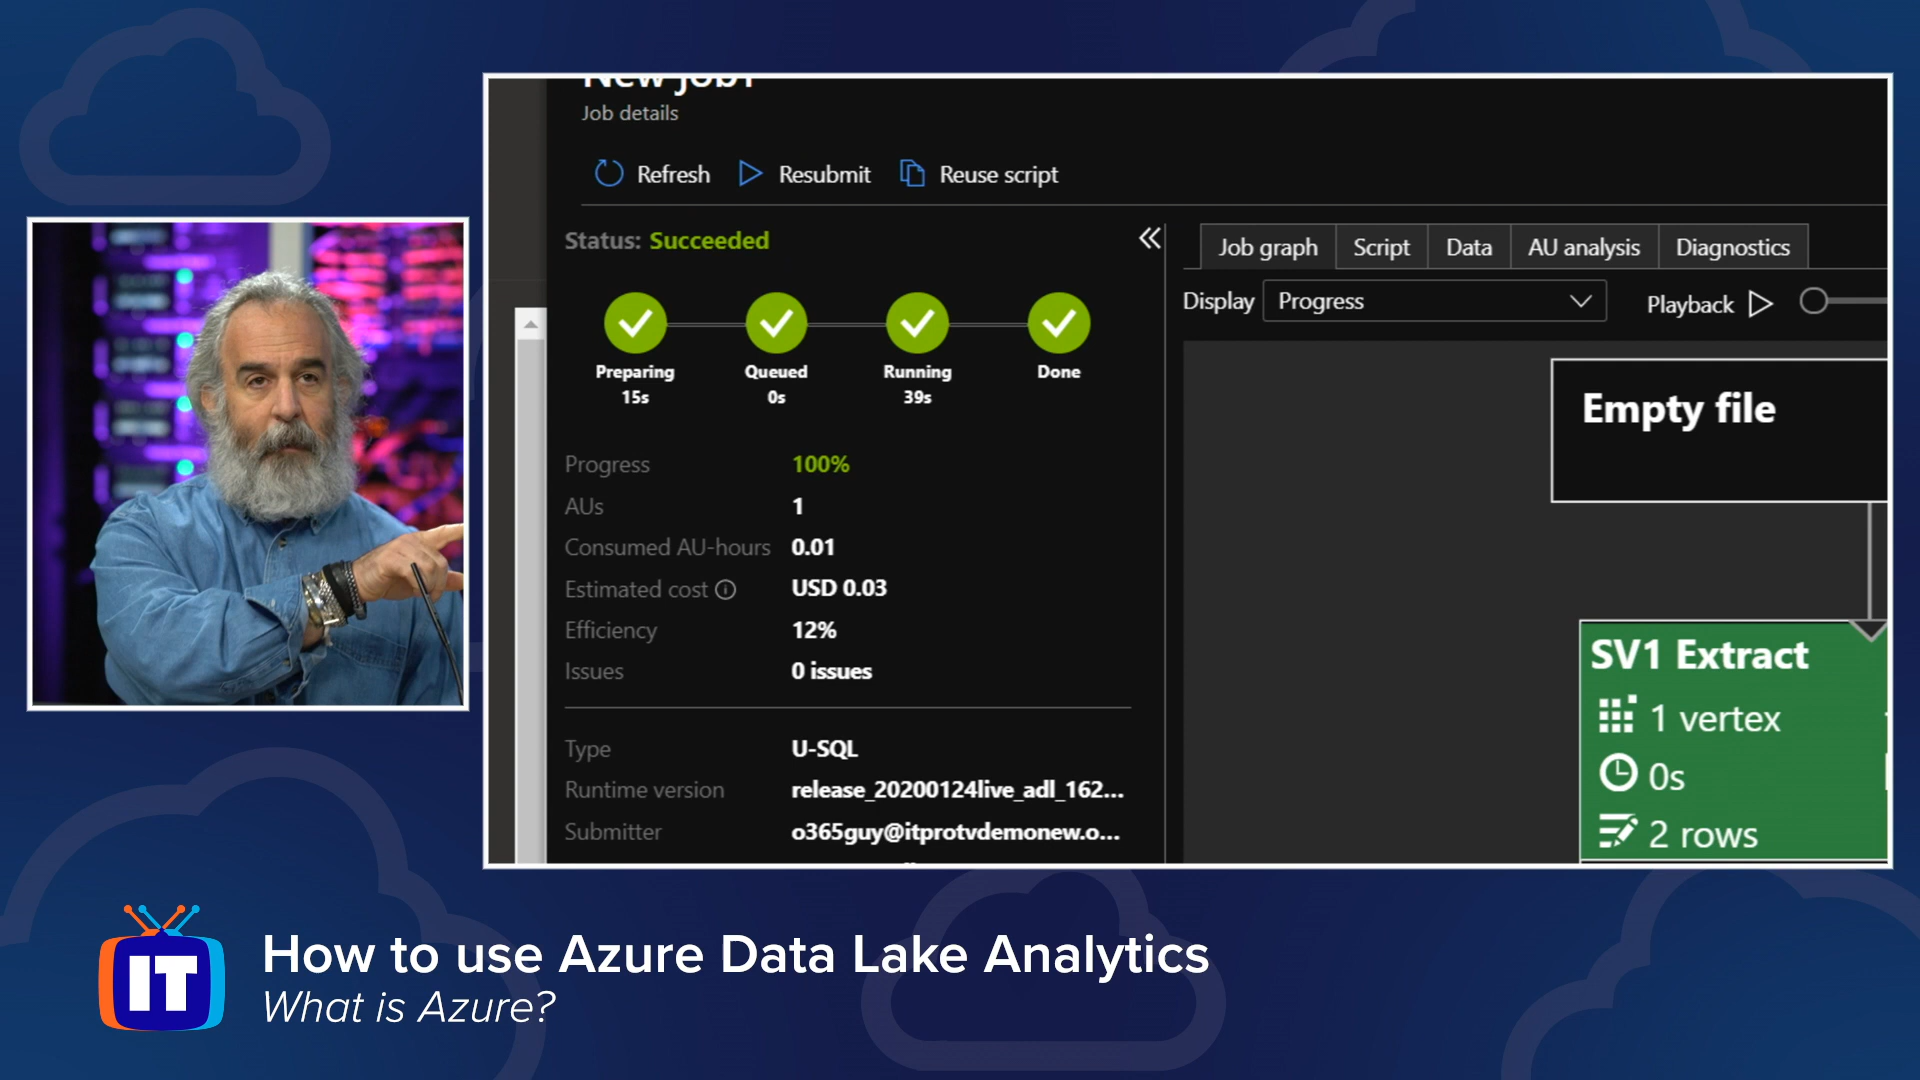 New Job1
Job details
Refresh
Resubmit
Reuse script
Status: Succeeded
Preparing
15s
Queued
0s
Running
39s
Done
Progress 100%
AUs 1
Consumed AU-hours 0.01
Estimated cost USD 0.03
Efficiency 12%
Issues 0 issues
Type U-SQL
Runtime version release_20200124live_adl_162...
Submitter o365guy@itprotvdemonew.o...
Job graph
Script
Data
AU analysis
Diagnostics
Display
Progress
Playback
Empty file
SV1 Extract
1 vertex
0s
2 rows
IT
How to use Azure Data Lake Analytics
What is Azure?